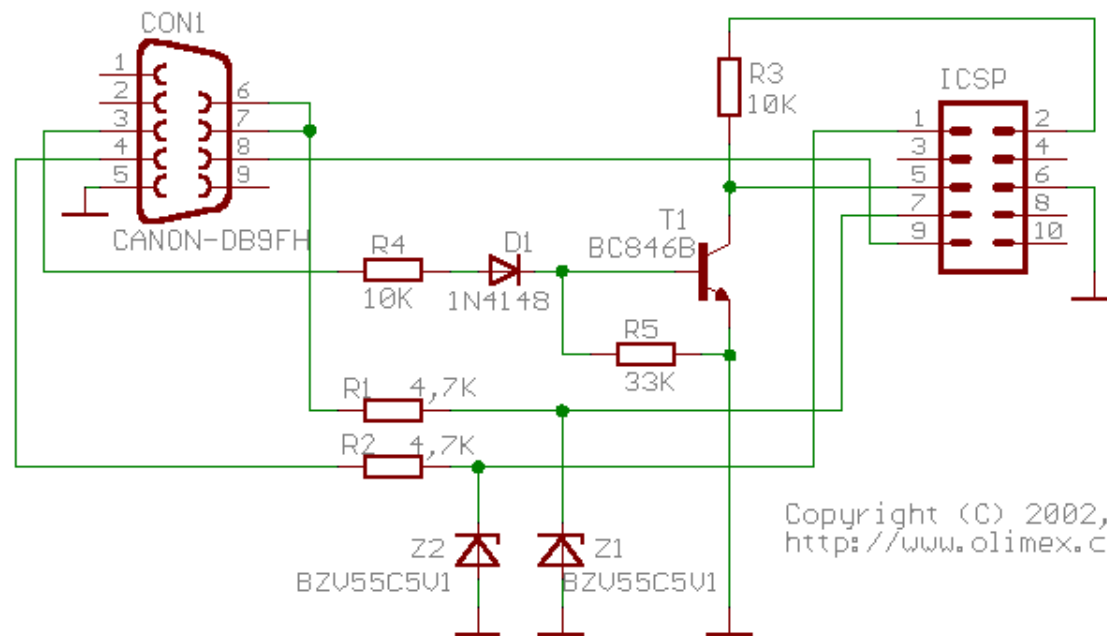 CON1
1
2
3
4
5
6
7
8
9
CANON-DB9FH
R3
10K
ICSP
1
3
5
7
9
2
4
6
8
10
T1
BC846B
R4
10K
D1
1N4148
R5
33K
R1 4,7K
R2 4,7K
Z2
BZV55C5V1
Z1
BZV55C5V1
Copyright (C) 2002,
http://www.olimex.c